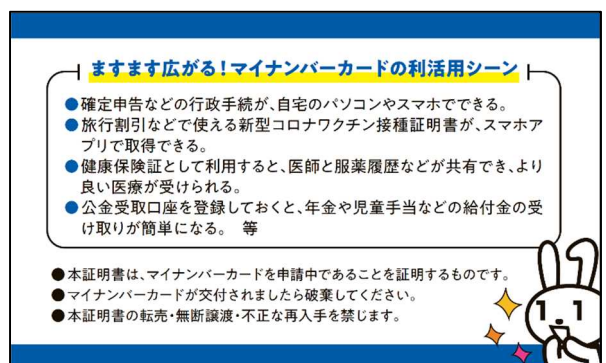 ますます広がる!マイナンバーカードの利活用シーン
●確定申告などの行政手続が、自宅のパソコンやスマホでできる。
●旅行割引などで使える新型コロナワクチン接種証明書が、スマホア
プリで取得できる。
●健康保険証として利用すると、医師と服薬履歴などが共有でき、より
良い医療が受けられる。
●公金受取口座を登録しておくと、年金や児童手当などの給付金の受
け取りが簡単になる。 等
●本証明書は、マイナンバーカードを申請中であることを証明するものです。
●マイナンバーカードが交付されましたら破棄してください。
●本証明書の転売・無断譲渡・不正な再入手を禁じます。
1.1